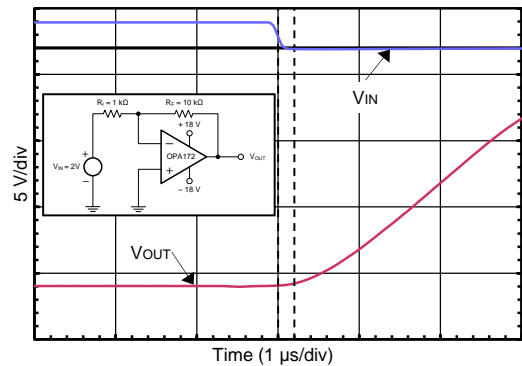 5 V/div
VIN
RI = 1 kΩ
RF = 10 kΩ
+ 18 V
−
OPA172
+
– 18 V
VOUT
+
VIN = 2V
−
VOUT
Time (1 µs/div)